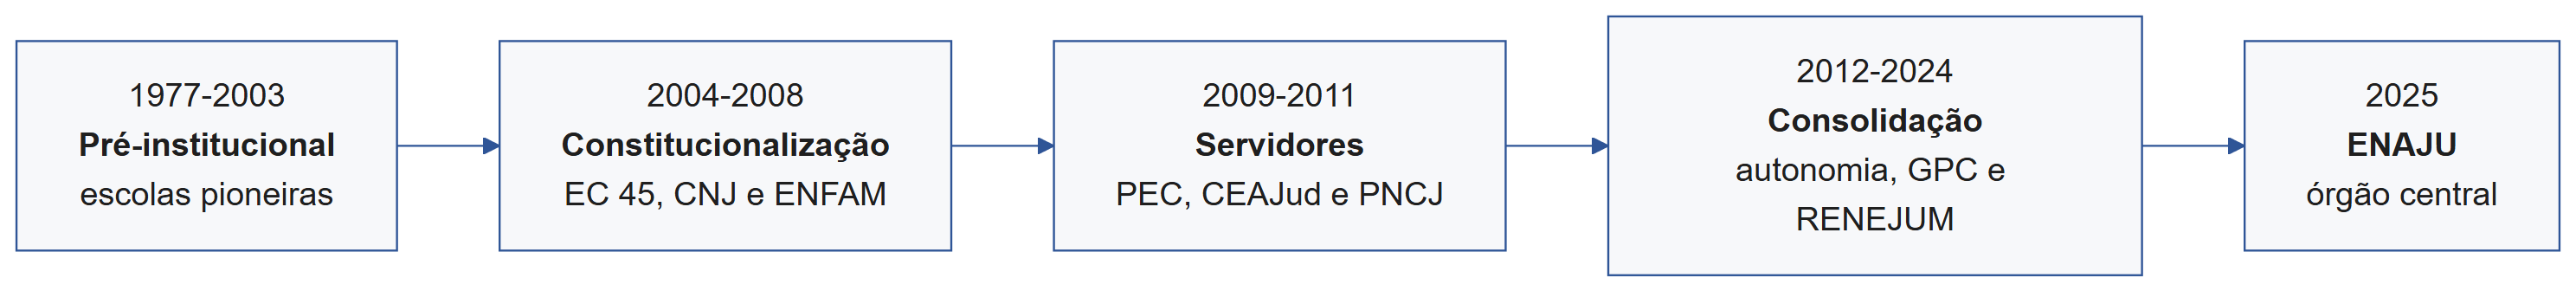 1977-2003
Pré-institucional
escolas pioneiras
2004-2008
Constitucionalização
EC 45, CNJ e ENFAM
2009-2011
Servidores
PEC, CEAJud e PNCJ
2012-2024
Consolidação
autonomia, GPC e
RENEJUM
2025
ENAJU
órgão central